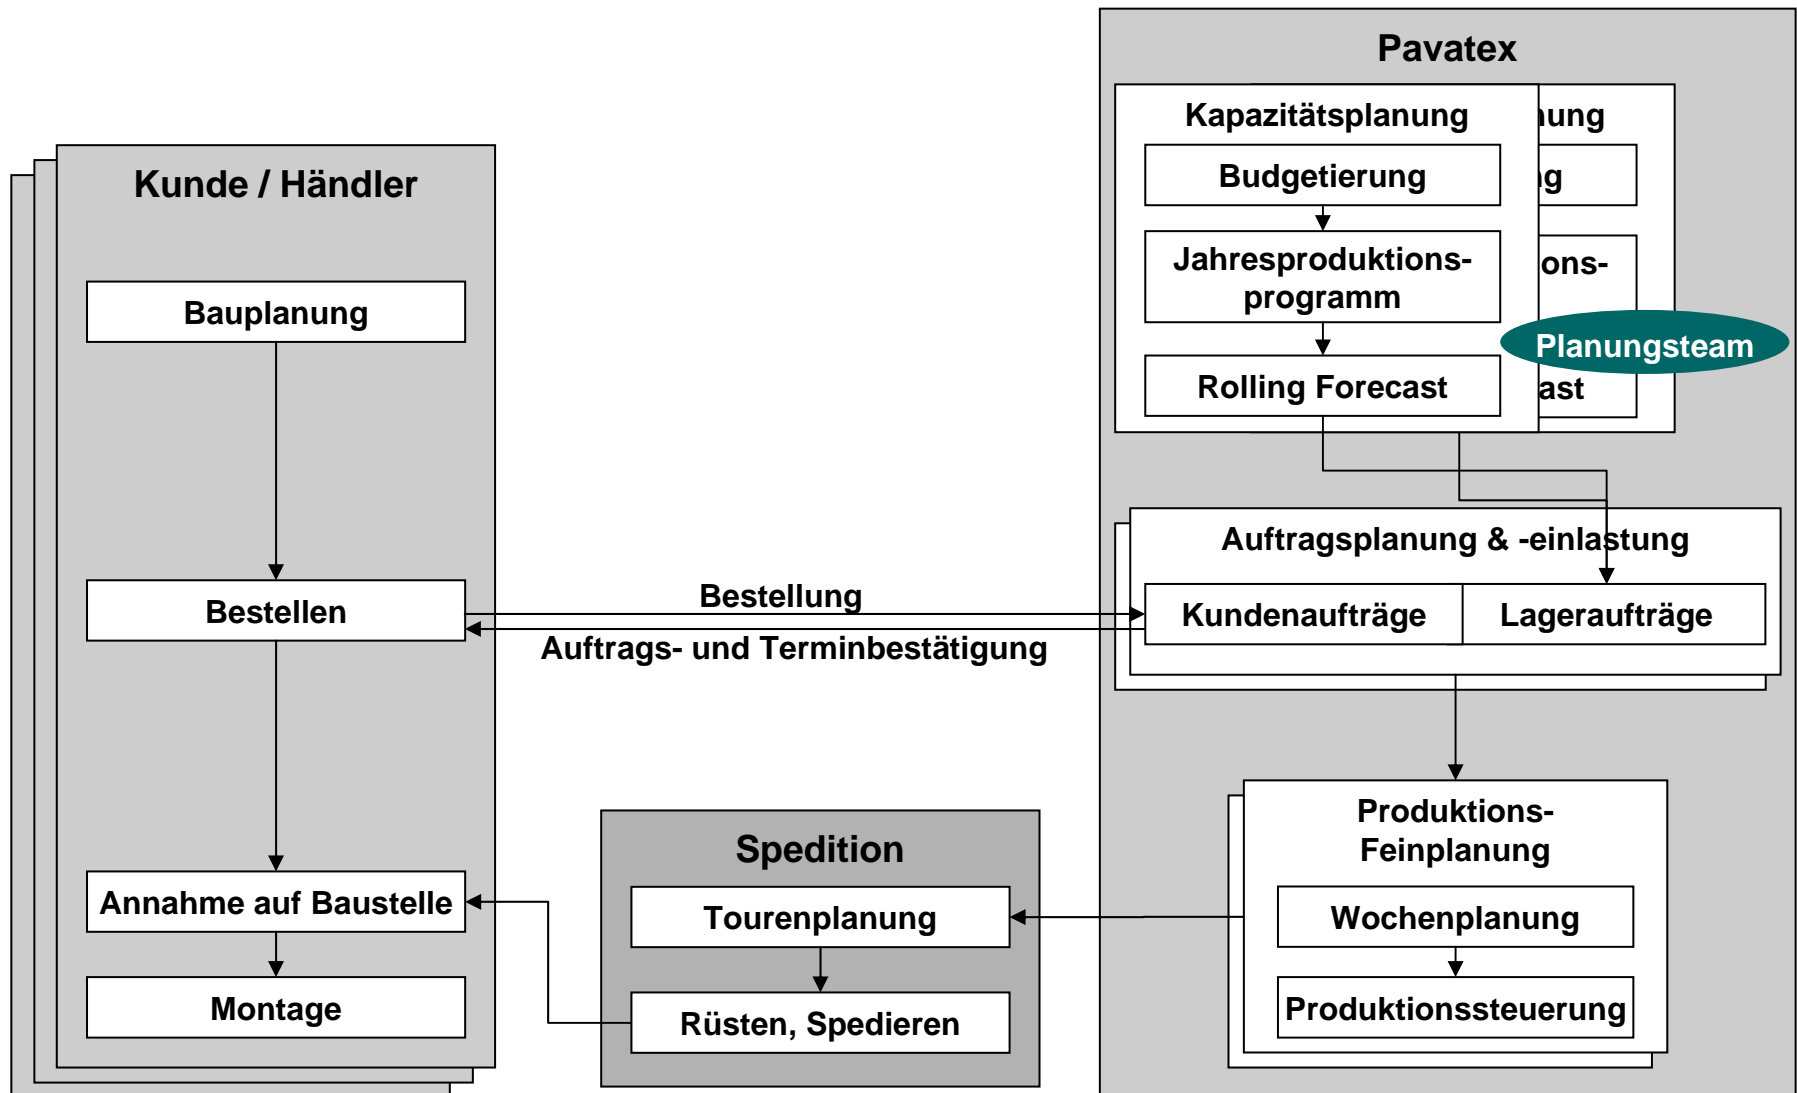 Pavatex
Kapazitätsplanung
nung
Budgetierung
Jahresproduktions-
programm
ons-
Planungsteam
Rolling Forecast
ast
Kunde / Händler
Bauplanung
Bestellen
Annahme auf Baustelle
Montage
Bestellung
Auftrags- und Terminbestätigung
Auftragsplanung & -einlastung
Kundenaufträge
Lageraufträge
Produktions-
Feinplanung
Wochenplanung
Produktionssteuerung
Spedition
Tourenplanung
Rüsten, Spedieren